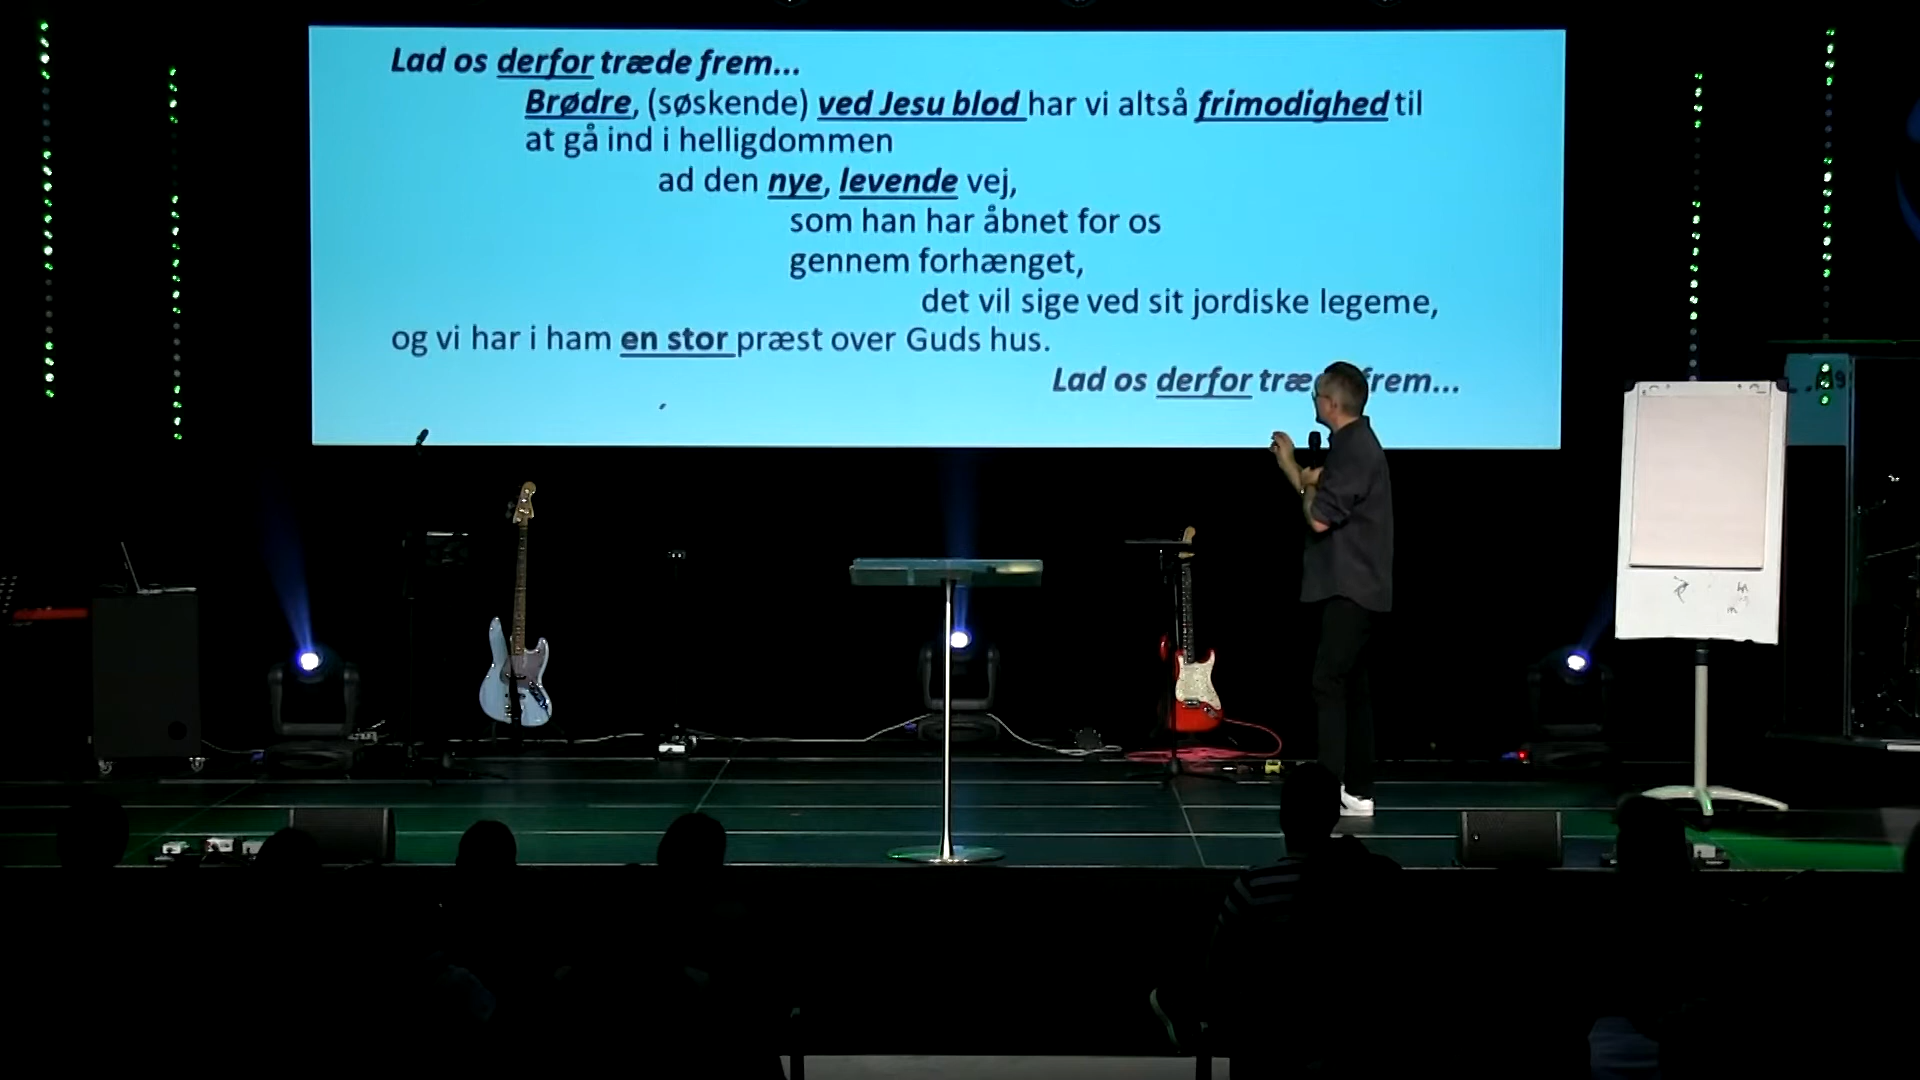 Lad os derfor træde frem...
Brødre, (søskende) ved Jesu blod har vi altså frimodighed til
at gå ind i helligdommen
ad den nye, levende vej,
som han har åbnet for os
gennem forhænget,
det vil sige ved sit jordiske legeme,
og vi har i ham en stor præst over Guds hus.
Lad os derfor træ frem...